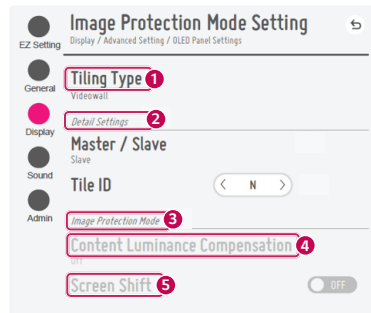 Image Protection Mode Setting
Display / Advanced Setting / OLED Panel Settings
EZ Setting
General
Display
Sound
Admin
Tiling Type 1
Videowall
Detail Settings 2
Master / Slave
Slave
Tile ID
< N >
Image Protection Mode 3
Content Luminance Compensation 4
Off
Screen Shift 5
OFF